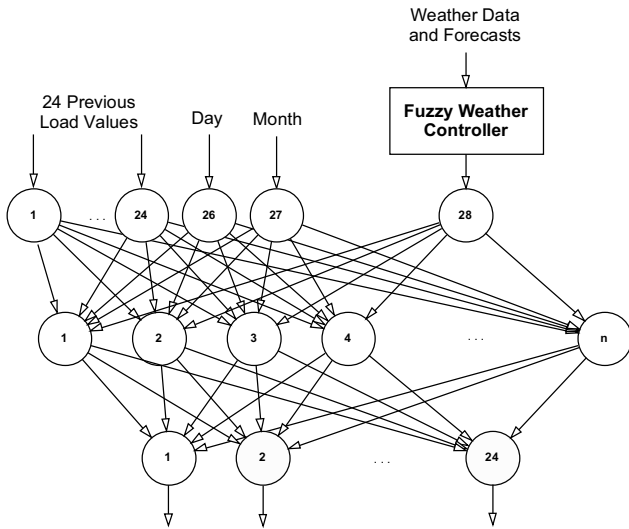 Weather Data
and Forecasts
24 Previous
Load Values
Day
Month
Fuzzy Weather
Controller
1
. . .
24
26
27
28
1
2
3
4
. . .
n
1
2
. . .
24